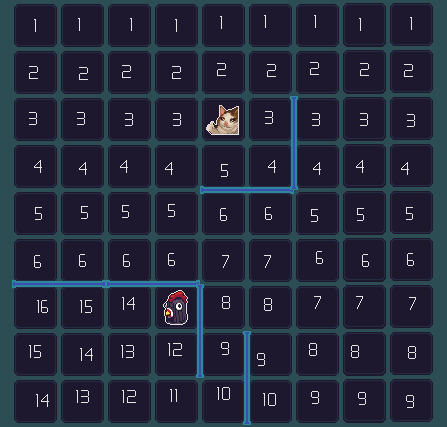 1 1 1 1 1 1 1 1 1
2 2 2 2 2 2 2 2 2
3 3 3 3 3 3 3 3
4 4 4 4 5 4 4 4 4
5 5 5 5 6 6 5 5 5
6 6 6 6 7 7 6 6 6
16 15 14 8 8 7 7 7
15 14 13 12 9 9 8 8 8
14 13 12 11 10 10 9 9 9